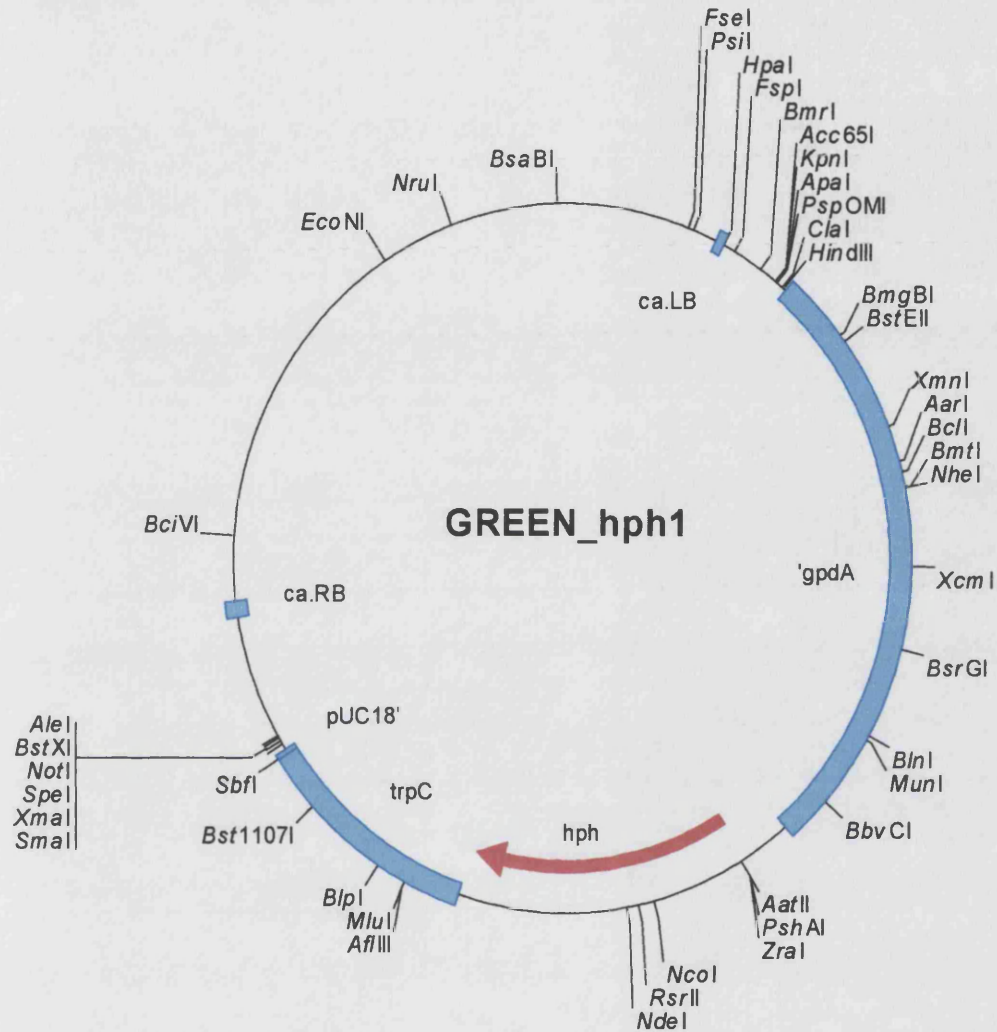 FseI
PsiI
HpaI
FspI
BmrI
Acc65I
KpnI
ApaI
PspOMI
ClaI
HindIII
BsaBI
NruI
EcoNI
ca.LB
BmgBI
BstEII
XmnI
AarI
BclI
BmtI
NheI
GREEN_hph1
BciVI
'gpdA
XcmI
ca.RB
BsrGI
pUC18'
AleI
BstXI
NotI
SpeI
XmaI
SmaI
SbfI
trpC
BlnI
MunI
Bst1107I
hph
BbvCI
BlpI
MluI
AflIII
AatII
PshAI
ZraI
NcoI
RsrII
NdeI